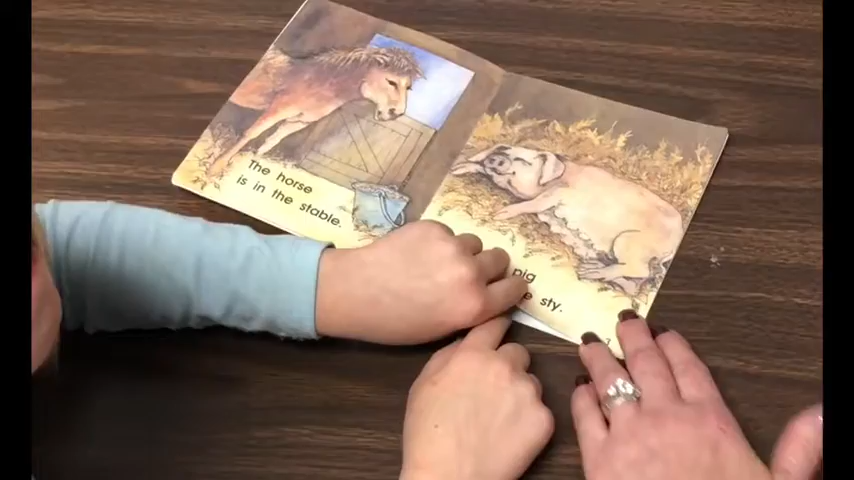 The horse
is in the stable.
pig
sty.